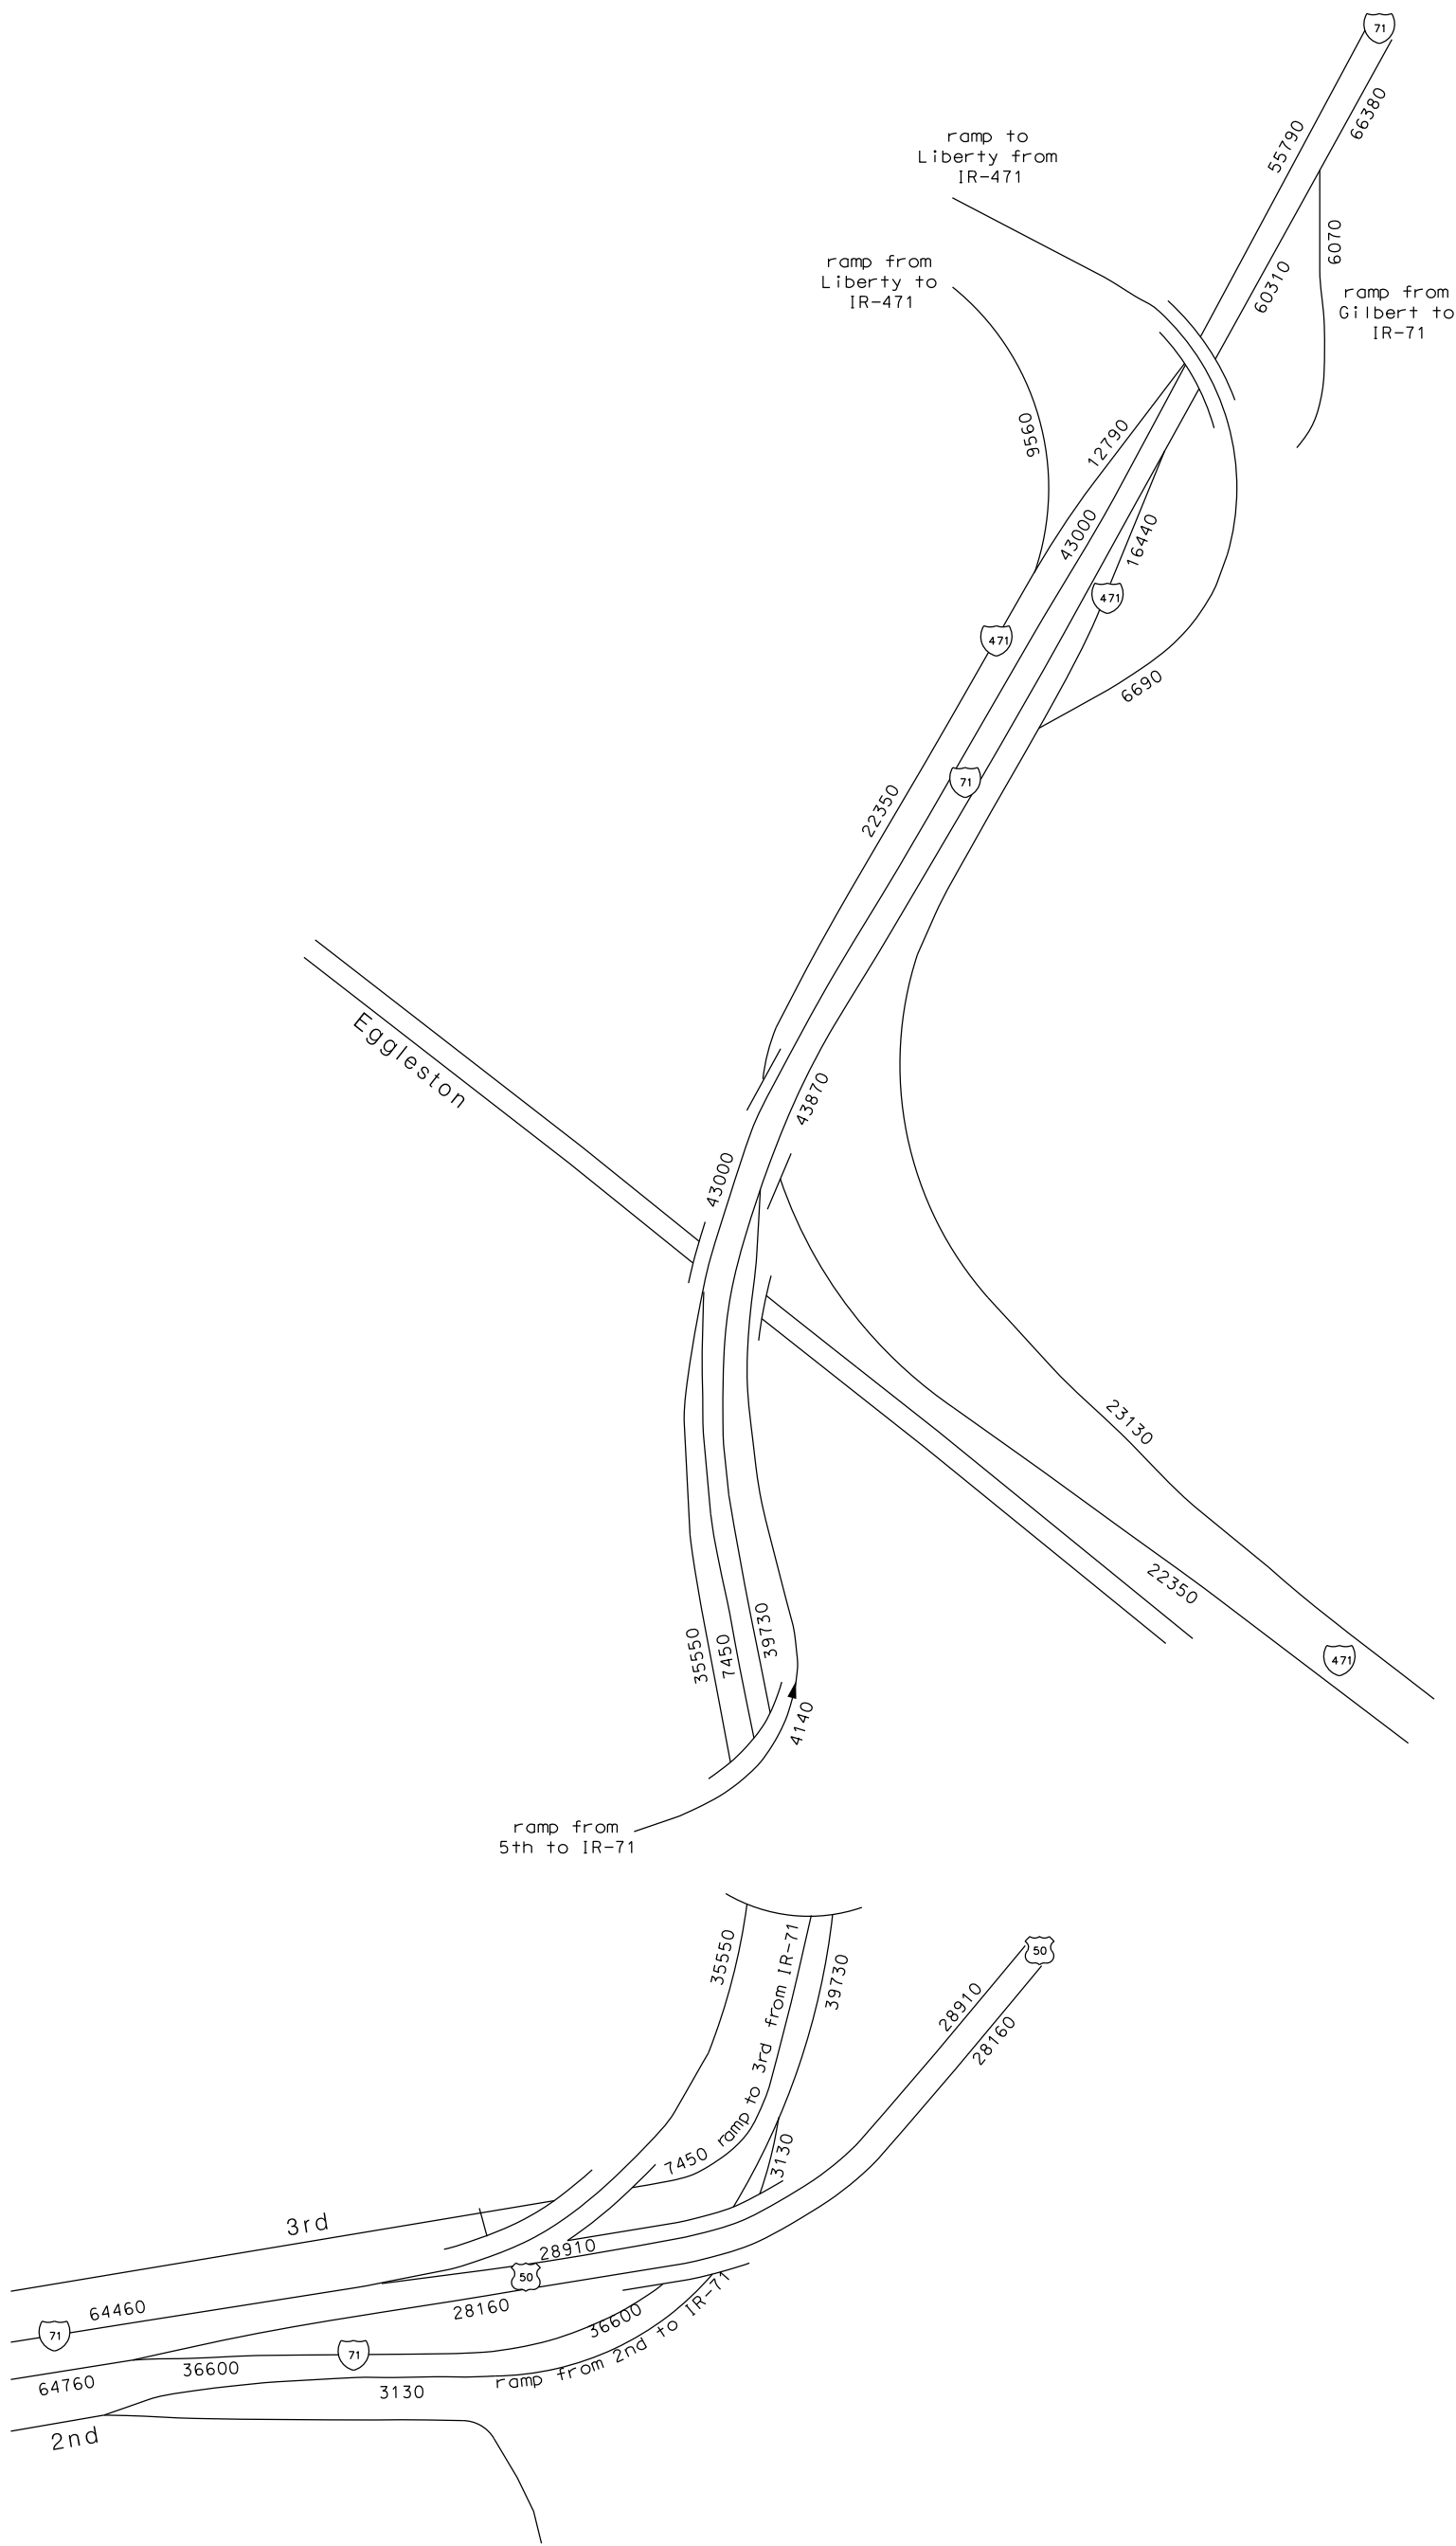 71
66380
55790
ramp to
Liberty from
IR-471
6070
ramp from
Liberty to
IR-471
60310
ramp from
Gilbert to
IR-71
9560
12790
43000
16440
471
471
6690
71
22350
Eggleston
43870
43000
23130
22350
39730
35550
7450
471
4140
ramp from
5th to IR-71
35550
ramp to 3rd from IR-71
39730
50
28910
28160
7450
3130
3rd
28910
50
64460
28160
71
36600
71
36600
ramp from 2nd to IR-71
64760
3130
2nd